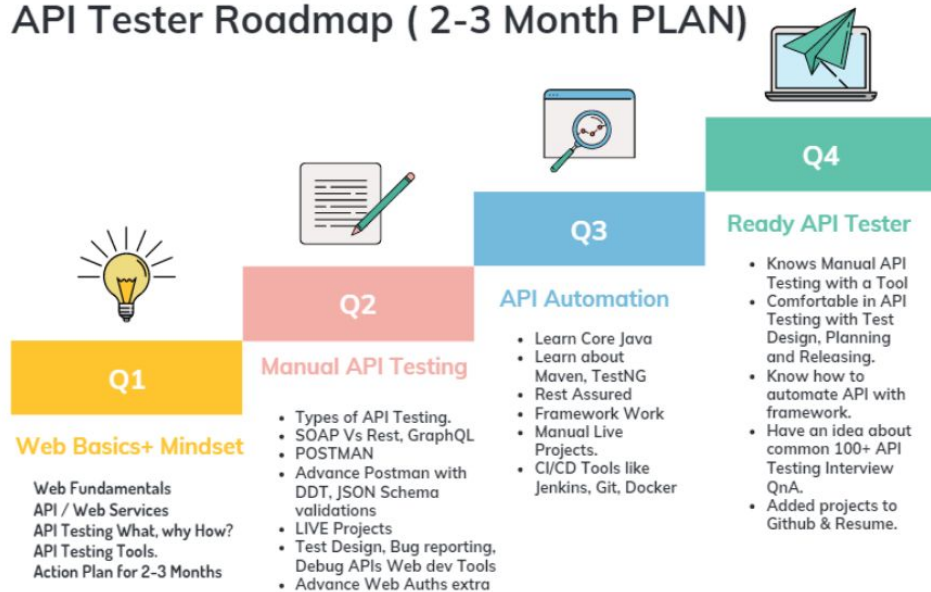 API Tester Roadmap ( 2-3 Month PLAN)
Q1
Web Basics+ Mindset
Web Fundamentals
API / Web Services
API Testing What, why How?
API Testing Tools.
Action Plan for 2-3 Months
Q2
Manual API Testing
• Types of API Testing.
• SOAP Vs Rest, GraphQL
• POSTMAN
• Advance Postman with
DDT, JSON Schema
validations
• LIVE Projects
• Test Design, Bug reporting,
Debug APIs Web dev Tools
• Advance Web Auths extra
Q3
API Automation
• Learn Core Java
• Learn about
Maven, TestNG
• Rest Assured
• Framework Work
• Manual Live
Projects.
• CI/CD Tools like
Jenkins, Git, Docker
Q4
Ready API Tester
• Knows Manual API
Testing with a Tool
• Comfortable in API
Testing with Test
Design, Planning
and Releasing.
• Know how to
automate API with
framework.
• Have an idea about
common 100+ API
Testing Interview
QnA.
• Added projects to
Github & Resume.